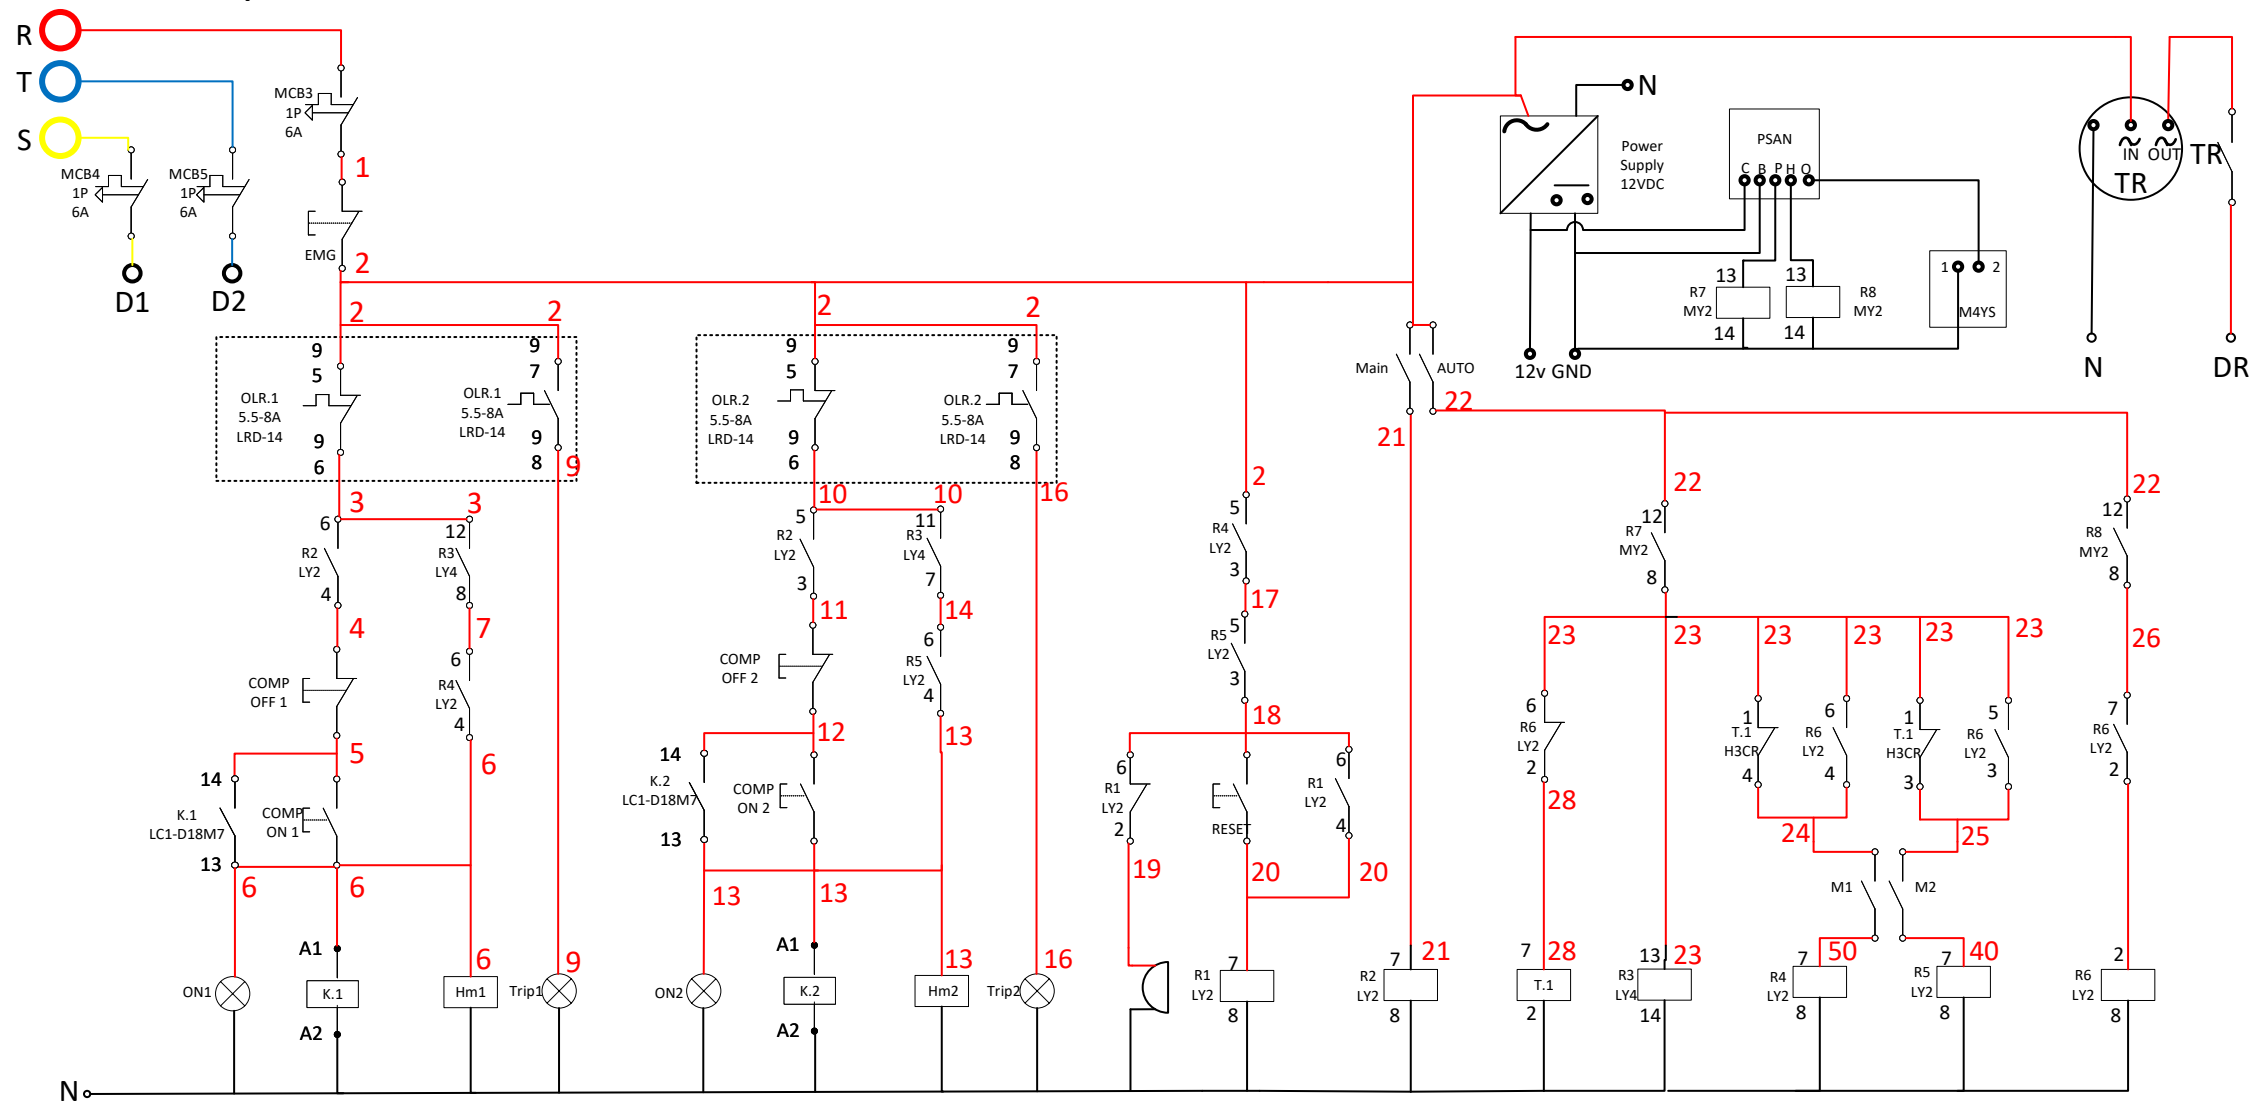 R
T
S
MCB3
1P
6A
MCB4
1P
6A
MCB5
1P
6A
D1
D2
1
EMG
2
N
Power
Supply
12VDC
PSAN
C B P H O
13
R7
MY2
14
13
R8
MY2
14
1 2
M4YS
12v GND
IN OUT
TR
TR
N
DR
2
2
9
5
OLR.1
5.5-8A
LRD-14
9
6
9
7
OLR.1
5.5-8A
LRD-14
9
8
9
2
2
9
5
OLR.2
5.5-8A
LRD-14
9
6
9
7
OLR.2
5.5-8A
LRD-14
9
8
16
Main
AUTO
22
21
3
3
6
R2
LY2
4
4
12
R3
LY4
8
7
COMP
OFF 1
6
R4
LY2
4
5
6
14
K.1
LC1-D18M7
13
COMP
ON 1
6
6
A1
ON1
K.1
A2
6
Hm1
9
Trip1
10
10
5
R2
LY2
3
11
11
R3
LY4
7
14
COMP
OFF 2
6
R5
LY2
4
12
13
14
K.2
LC1-D18M7
13
COMP
ON 2
13
13
A1
ON2
K.2
A2
13
Hm2
16
Trip2
2
5
R4
LY2
3
17
5
R5
LY2
3
18
6
R1
LY2
2
RESET
6
R1
LY2
4
19
20
20
7
R1
LY2
8
7
21
R2
LY2
8
22
12
R7
MY2
8
22
12
R8
MY2
8
23
23
23
23
23
23
26
6
R6
LY2
2
28
1
T.1
H3CR
4
6
R6
LY2
4
1
T.1
H3CR
3
5
R6
LY2
3
7
R6
LY2
2
24
25
M1
M2
7
28
T.1
2
13
23
R3
LY4
14
50
7
R4
LY2
8
40
7
R5
LY2
8
2
R6
LY2
8
N